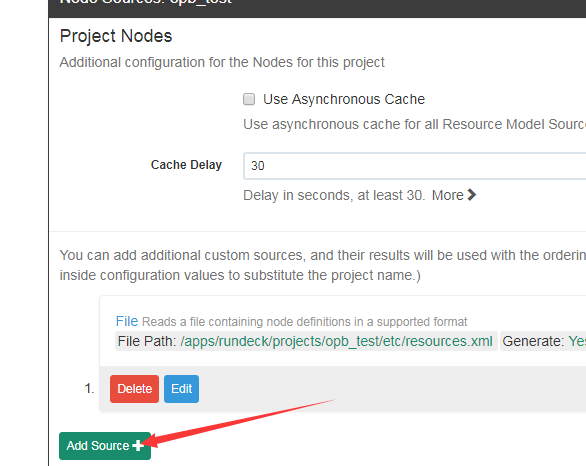 Node Sources: opb_test
Project Nodes
Additional configuration for the Nodes for this project
Use Asynchronous Cache
Use asynchronous cache for all Resource Model
Cache Delay
30
Delay in seconds, at least 30. More
You can add additional custom sources, and their results will be used with the
inside configuration values to substitute the project name.)
File Reads a file containing node definitions in a supported format
File Path: /apps/rundeck/projects/opb_test/etc/resources.xml Generate:
1.
Delete Edit
Add Source